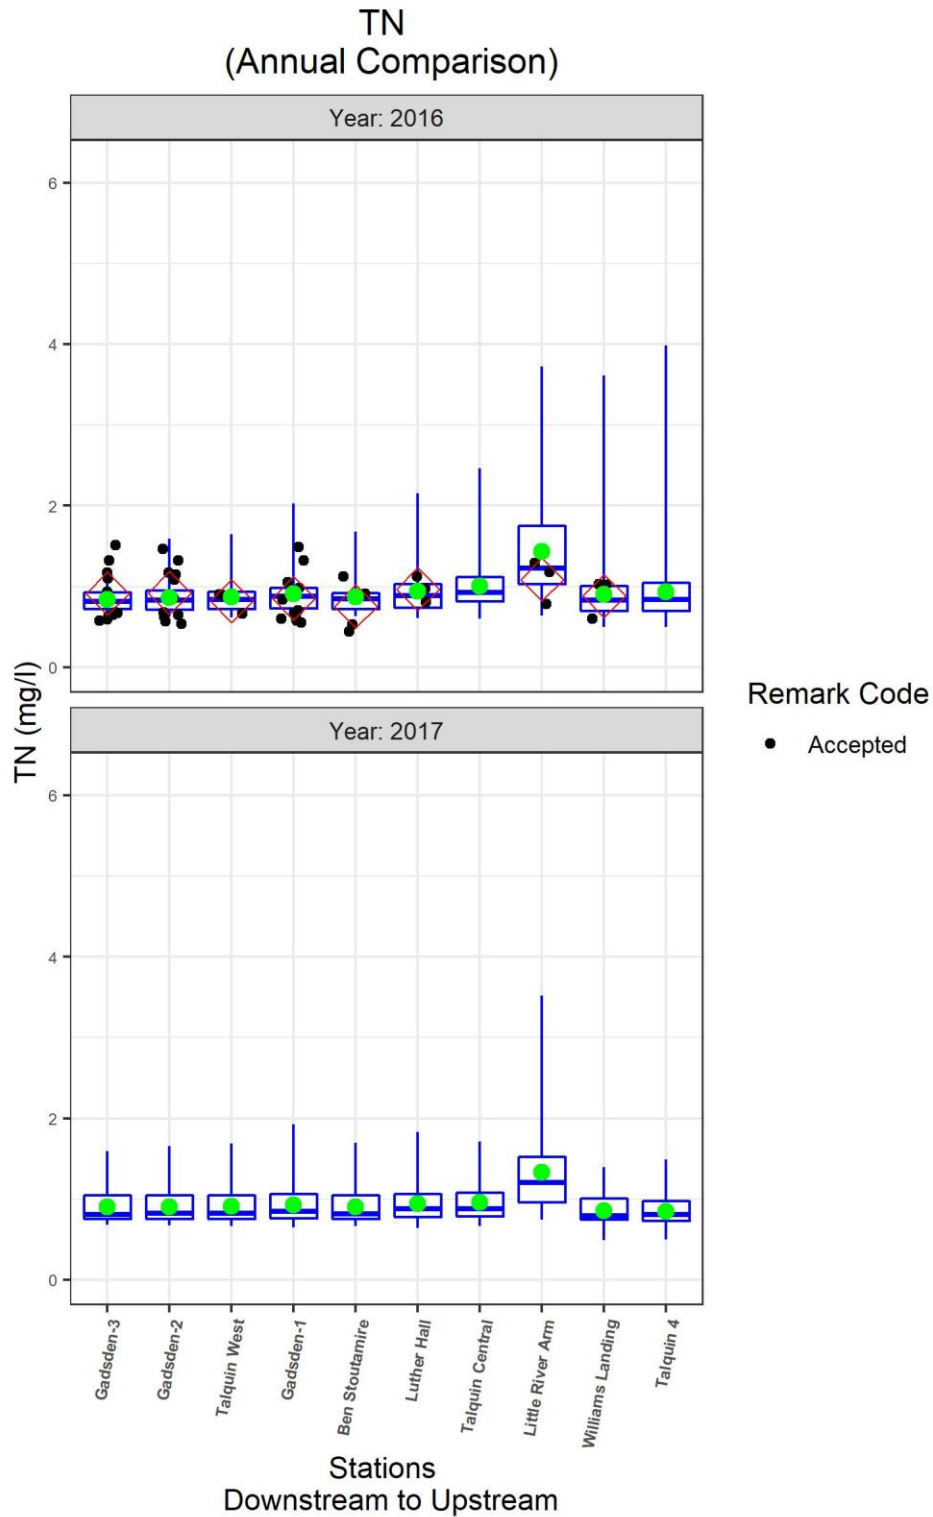 TN
(Annual Comparison)
Year: 2016
6
4
2
0
TN (mg/l)
Year: 2017
6
4
2
0
Gadsden-3
Gadsden-2
Talquin West
Gadsden-1
Ben Stoutamire
Luther Hall
Talquin Central
Little River Arm
Williams Landing
Talquin 4
Stations
Downstream to Upstream
Remark Code
Accepted